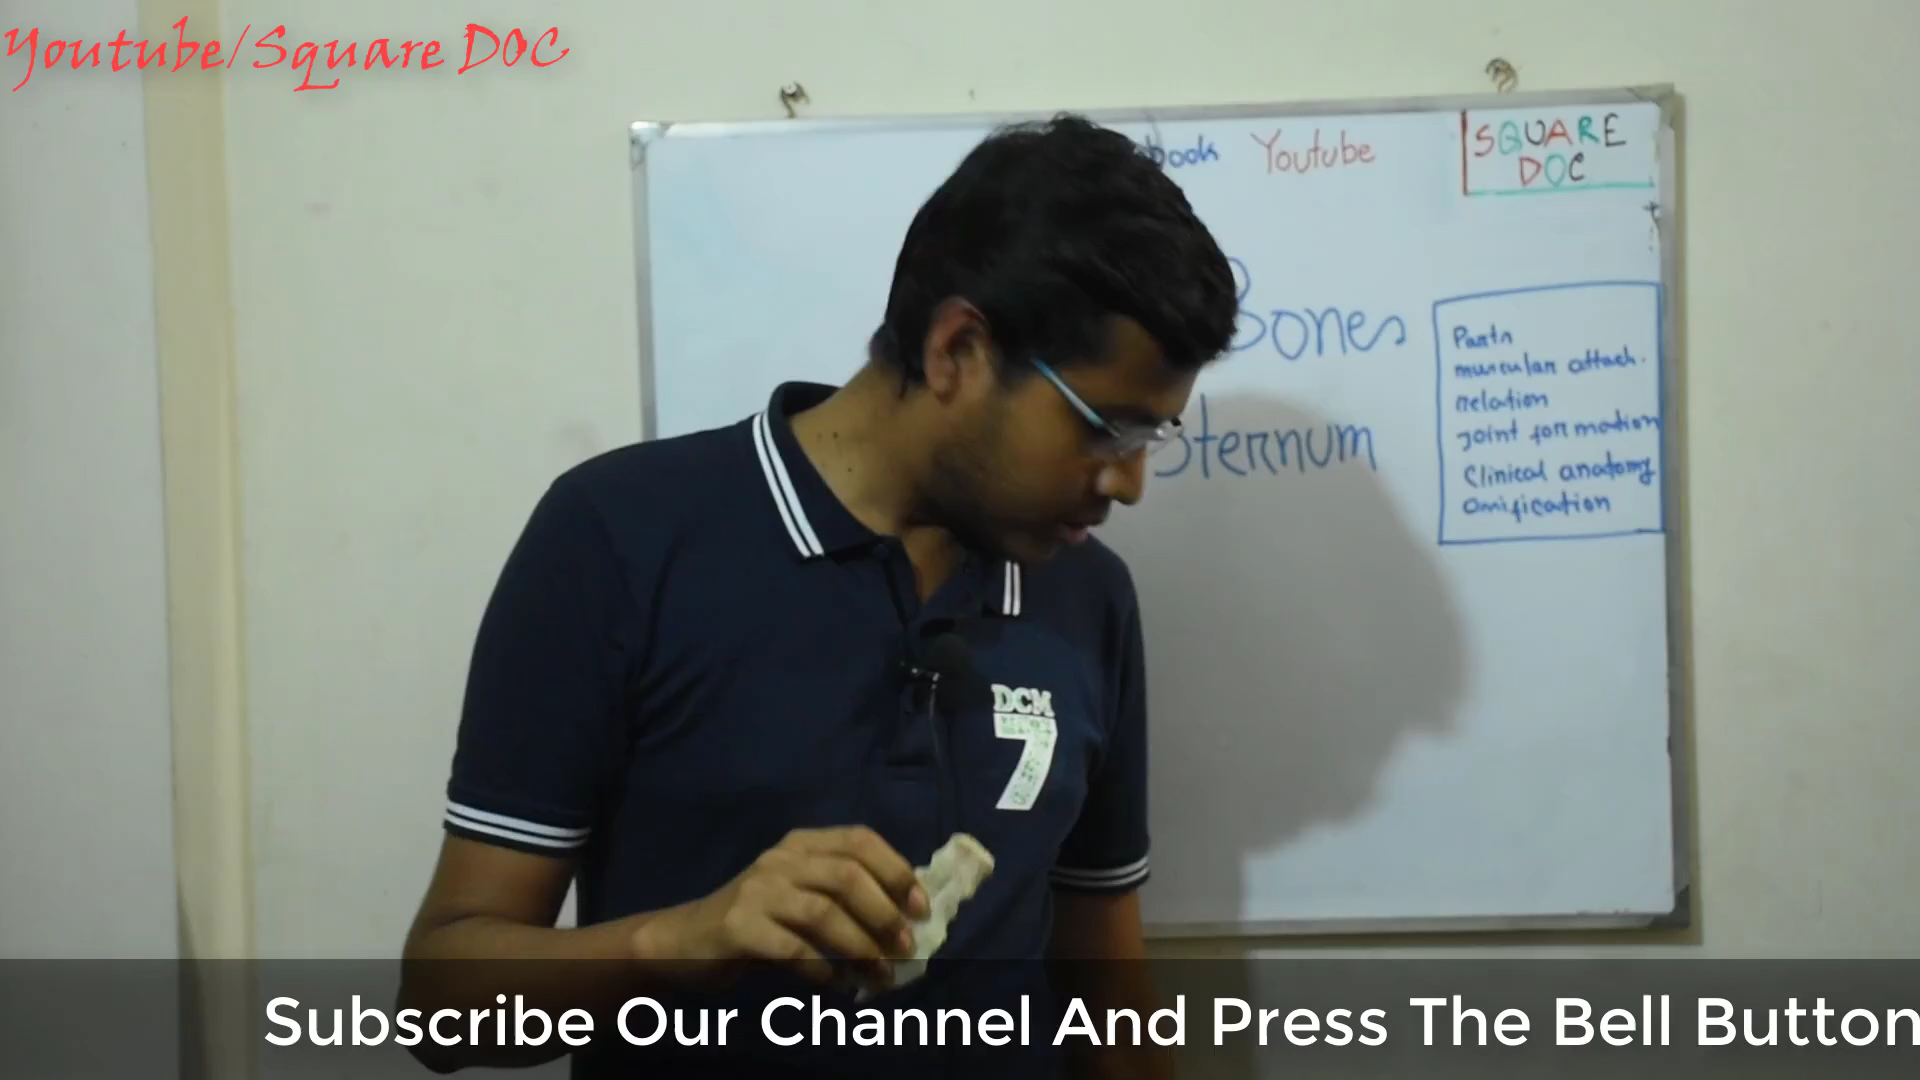 Youtube/Square DOC
book Youtube
SQUARE
DOC
Bones
Sternum
Parts
muscular attach.
relation
joint formation
Clinical anatomy
Ossification
DCM
7
Subscribe Our Channel And Press The Bell Button